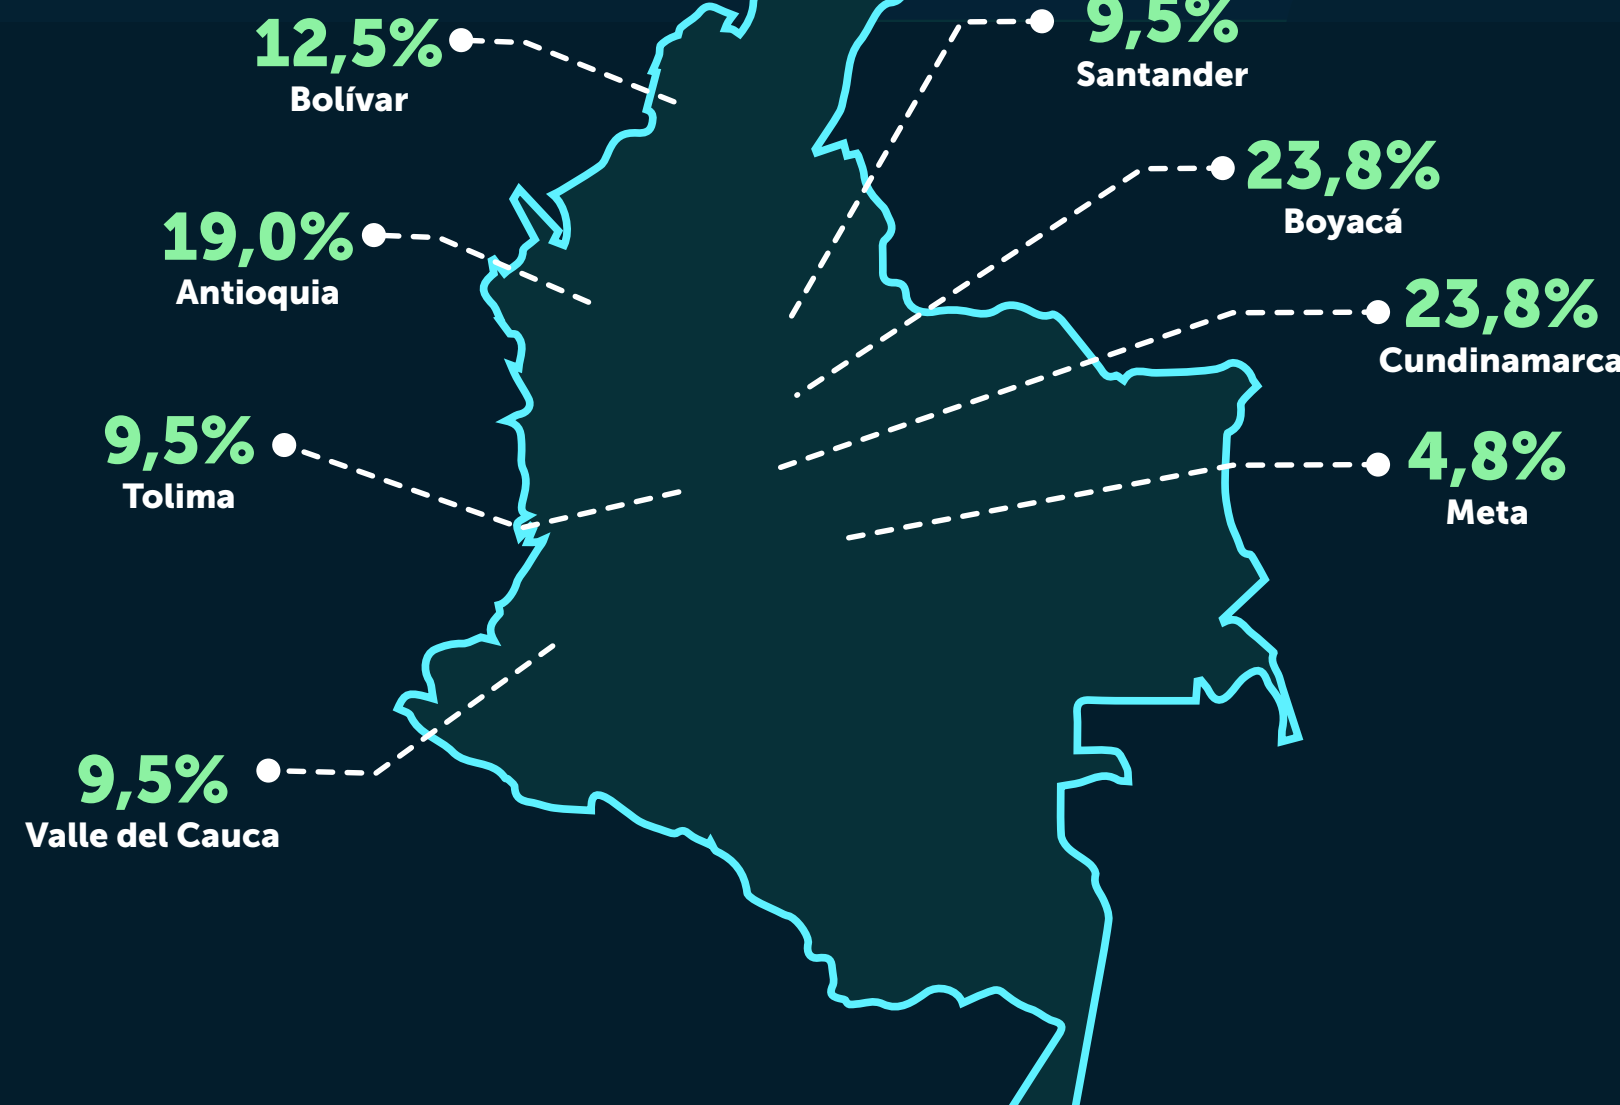 12,5%
Bolívar
9,5%
Santander
23,8%
Boyacá
19,0%
Antioquia
23,8%
Cundinamarca
9,5%
Tolima
4,8%
Meta
9,5%
Valle del Cauca